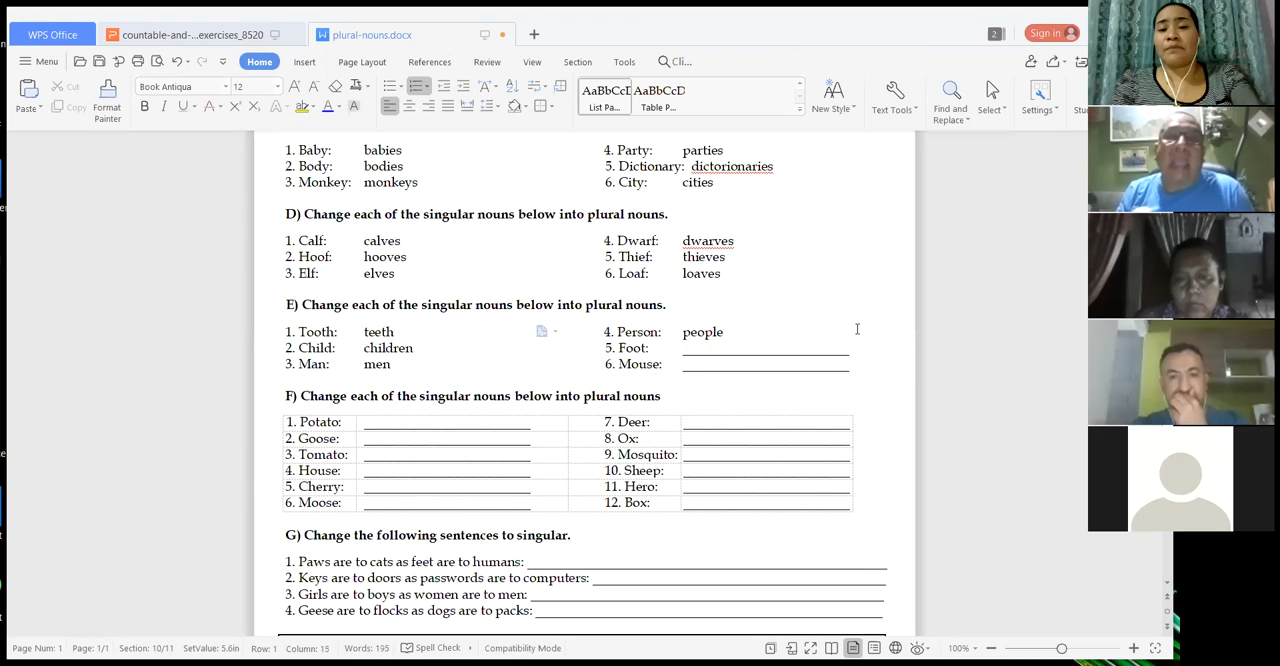 WPS Office countable-and-...exercises_8520 plural-nouns.docx 2 Sign in
Menu Home Insert Page Layout References Review View Section Tools Cli...
Paste Cut Copy Format Painter Book Antiqua 12 AaBbCcI AaBbCcD List Pa... Table P... New Style Text Tools Find and Replace Select Settings
1. Baby: babies 4. Party: parties
2. Body: bodies 5. Dictionary: dictorionaries
3. Monkey: monkeys 6. City: cities
D) Change each of the singular nouns below into plural nouns.
1. Calf: calves 4. Dwarf: dwarves
2. Hoof: hooves 5. Thief: thieves
3. Elf: elves 6. Loaf: loaves
E) Change each of the singular nouns below into plural nouns.
1. Tooth: teeth 4. Person: people
2. Child: children 5. Foot:
3. Man: men 6. Mouse:
F) Change each of the singular nouns below into plural nouns
1. Potato: 7. Deer:
2. Goose: 8. Ox:
3. Tomato: 9. Mosquito:
4. House: 10. Sheep:
5. Cherry: 11. Hero:
6. Moose: 12. Box:
G) Change the following sentences to singular.
1. Paws are to cats as feet are to humans:
2. Keys are to doors as passwords are to computers:
3. Girls are to boys as women are to men:
4. Geese are to flocks as dogs are to packs:
Page Num: 1 Page: 1/1 Section: 10/11 SetValue: 5.6in Row: 1 Column: 15 Words: 195 Spell Check Compatibility Mode 100%